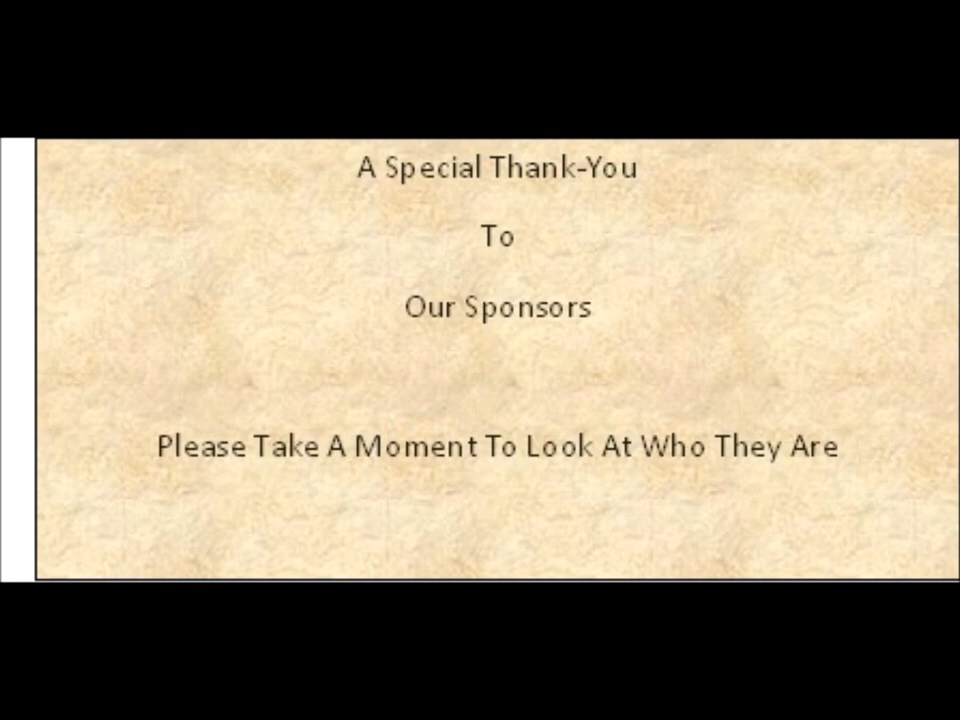 A Special Thank-You
To
Our Sponsors
Please Take A Moment To Look At Who They Are